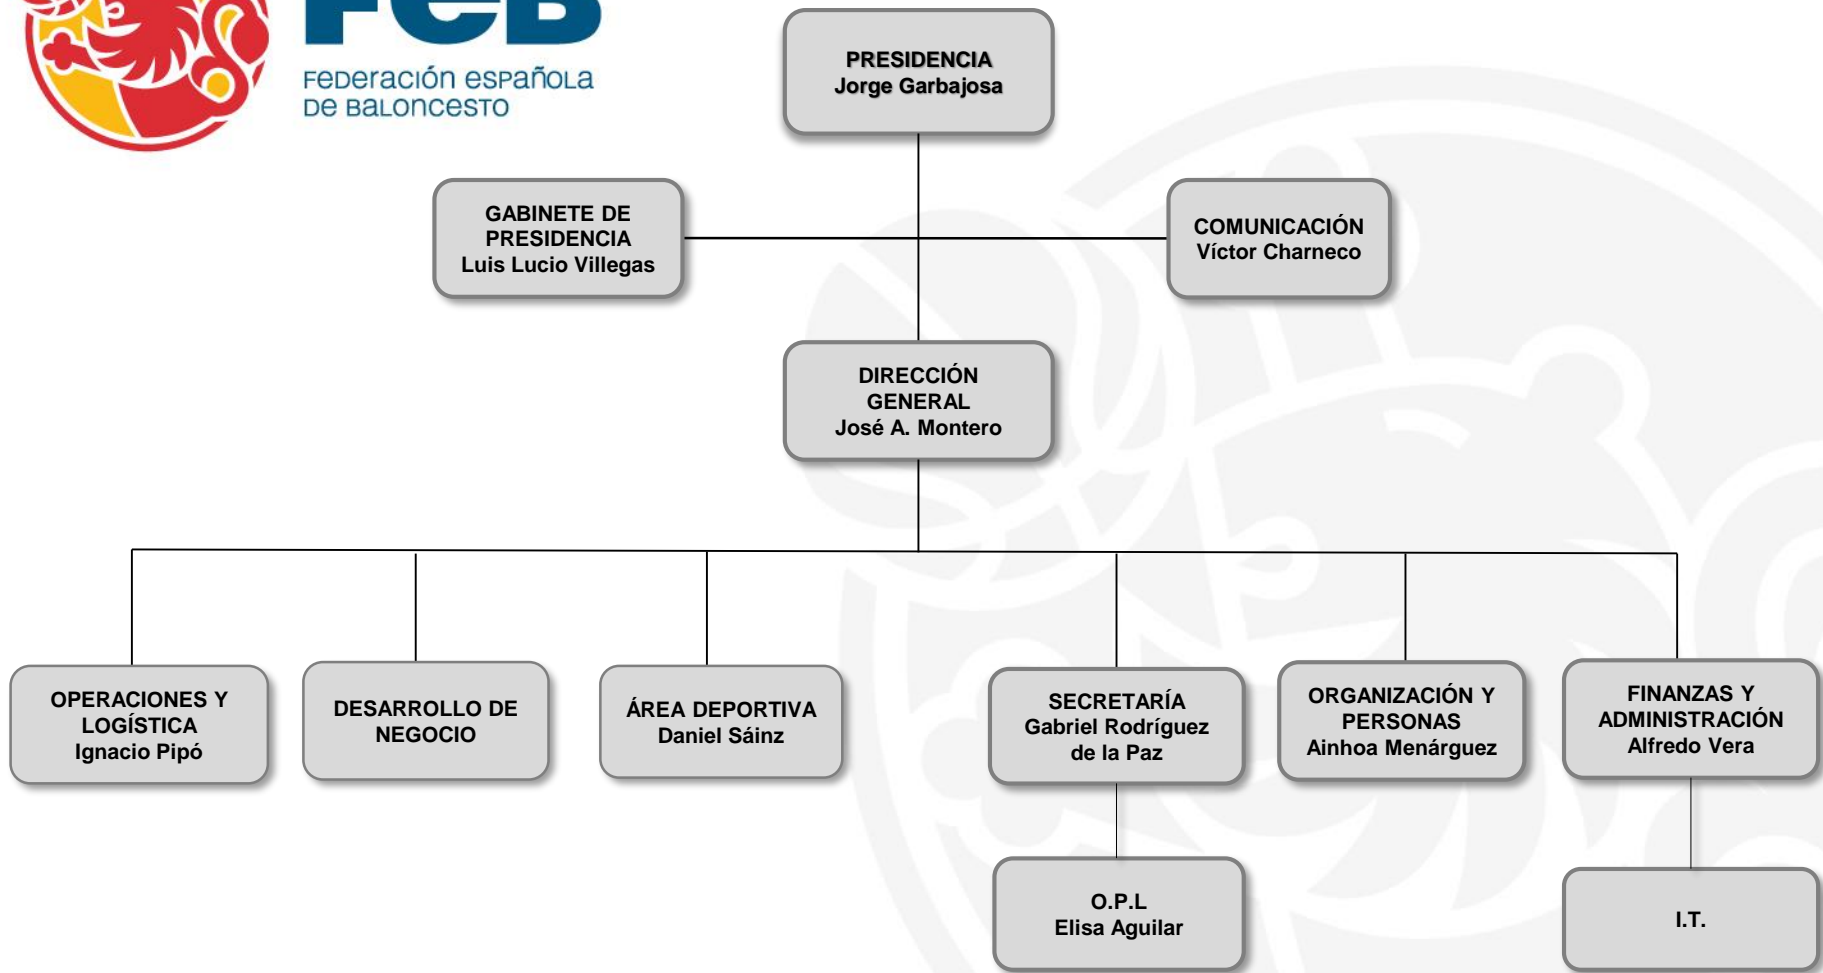 FEB
Federación española
de Baloncesto
PRESIDENCIA
Jorge Garbajosa
GABINETE DE
PRESIDENCIA
Luis Lucio Villegas
COMUNICACIÓN
Víctor Charneco
DIRECCIÓN
GENERAL
José A. Montero
OPERACIONES Y
LOGÍSTICA
Ignacio Pipó
DESARROLLO DE
NEGOCIO
ÁREA DEPORTIVA
Daniel Sáinz
SECRETARÍA
Gabriel Rodríguez
de la Paz
ORGANIZACIÓN Y
PERSONAS
Ainhoa Menárguez
FINANZAS Y
ADMINISTRACIÓN
Alfredo Vera
O.P.L
Elisa Aguilar
I.T.